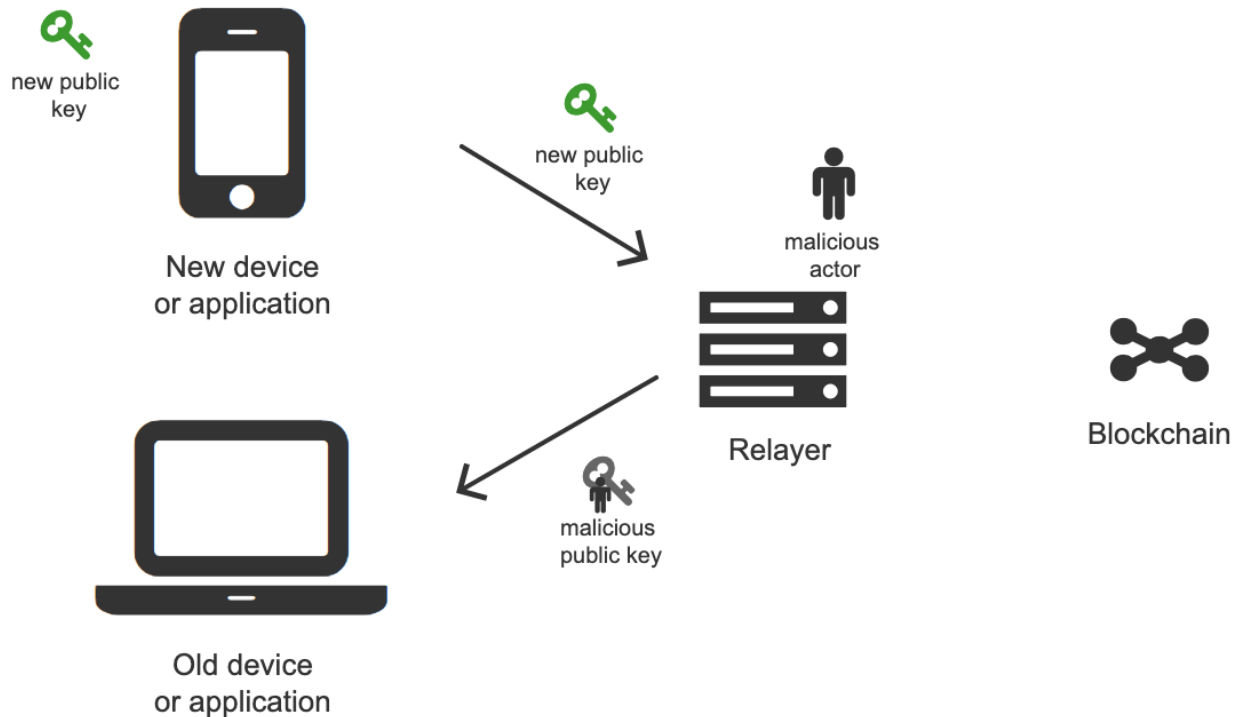 new public
key
new public
key
malicious
actor
New device
or application
Relayer
Blockchain
malicious
public key
Old device
or application